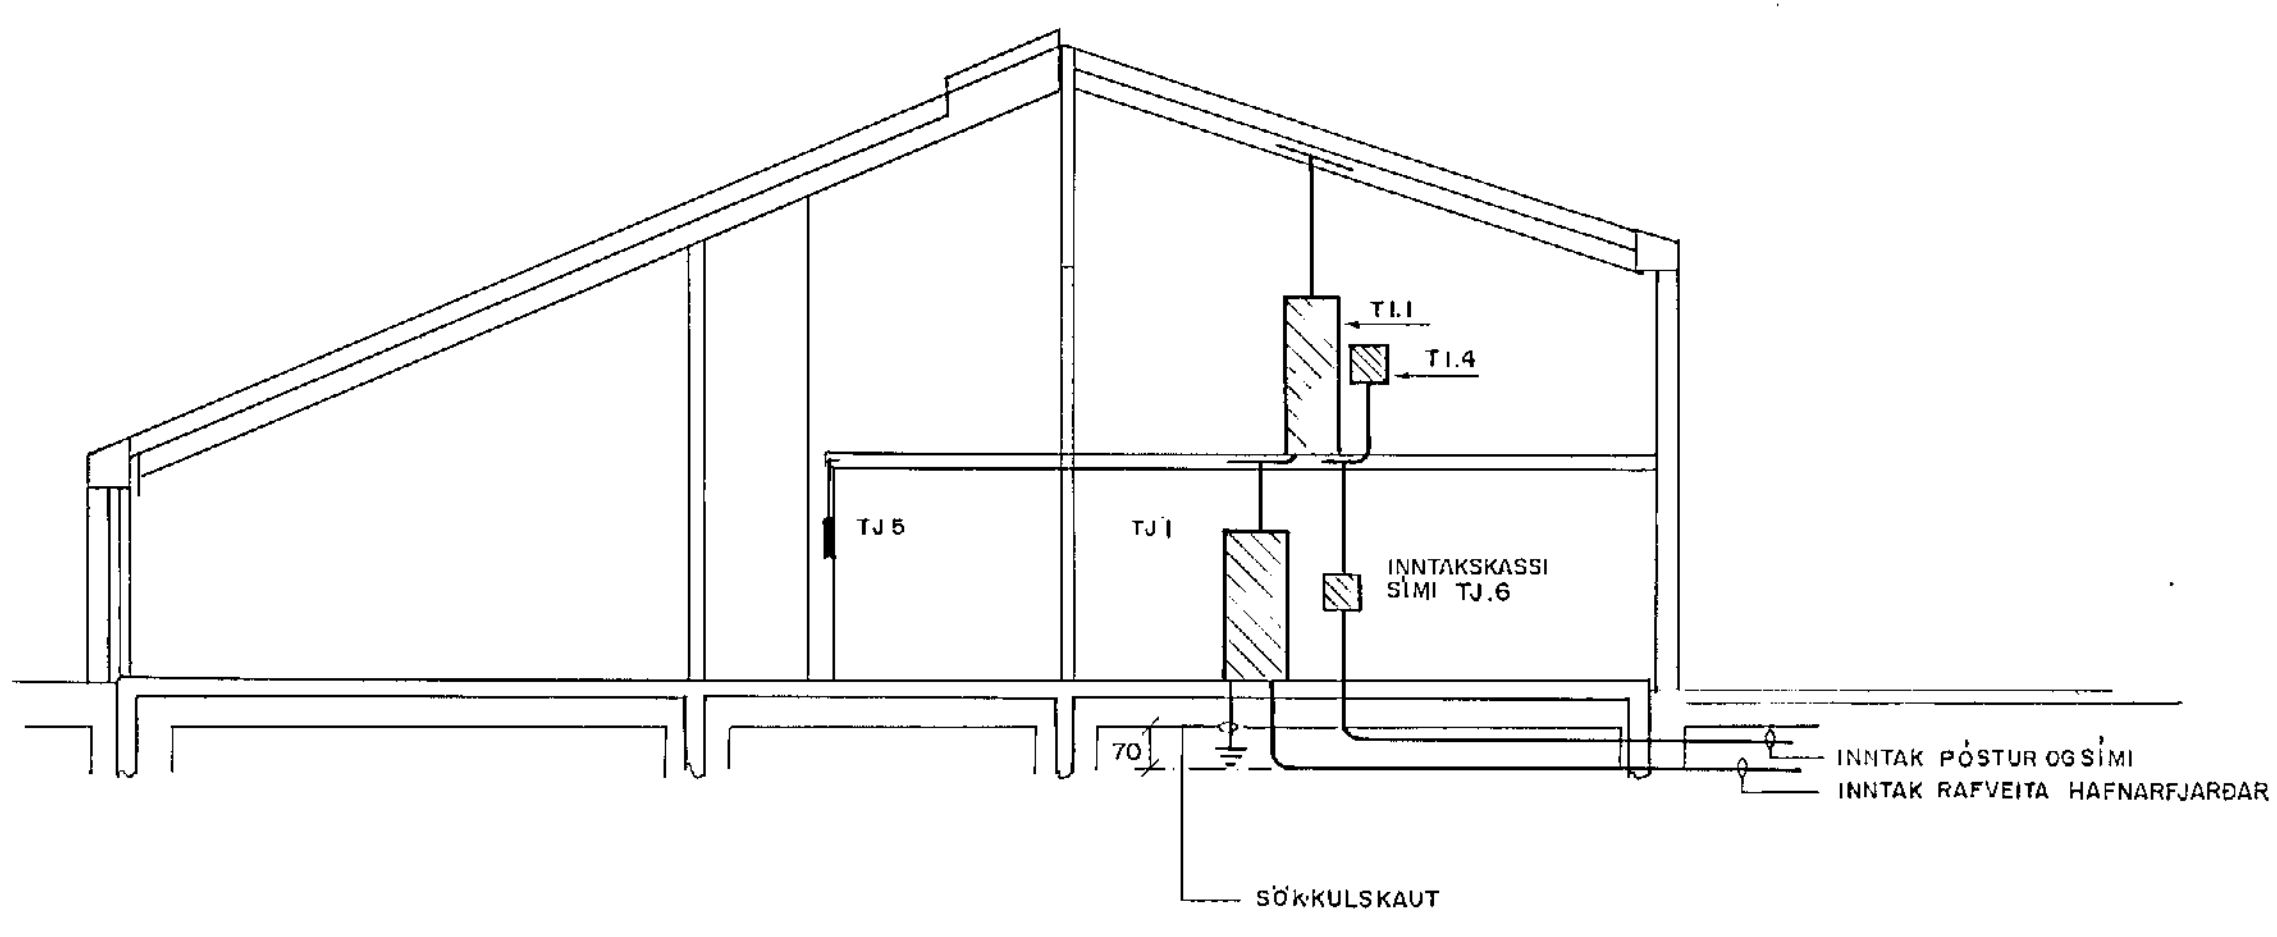 T1.1
T1.4
TJ 5
TJ 1
INNTAKSKASSI
SÍMI TJ.6
70
INNTAK PÓSTUR OG SÍMI
INNTAK RAFVEITA HAFNARFJARÐAR
SÖKKULSKAUT